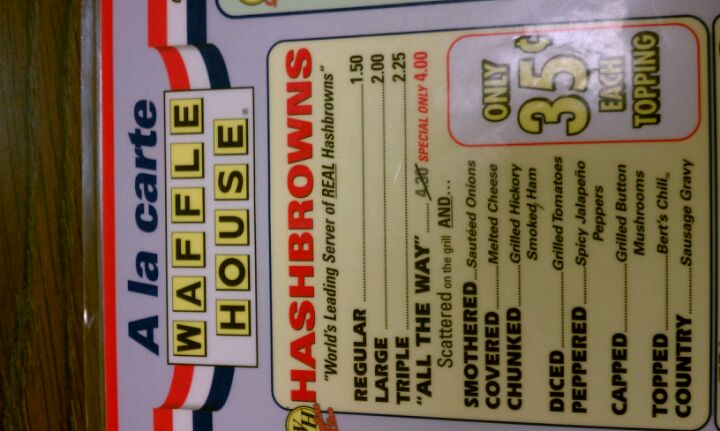 A la carte
WAFFLE
HOUSE®
HASHBROWNS
"World's Leading Server of REAL Hashbrowns"
REGULAR 1.50
LARGE 2.00
TRIPLE 2.25
"ALL THE WAY" 4.30 SPECIAL ONLY 4.00
Scattered on the grill AND...
SMOTHERED Sautéed Onions
COVERED Melted Cheese
CHUNKED Grilled Hickory
Smoked Ham
DICED Grilled Tomatoes
PEPPERED Spicy Jalapeño
Peppers
CAPPED Grilled Button
Mushrooms
TOPPED Bert's Chili
COUNTRY Sausage Gravy
ONLY
35¢
EACH
TOPPING
WH